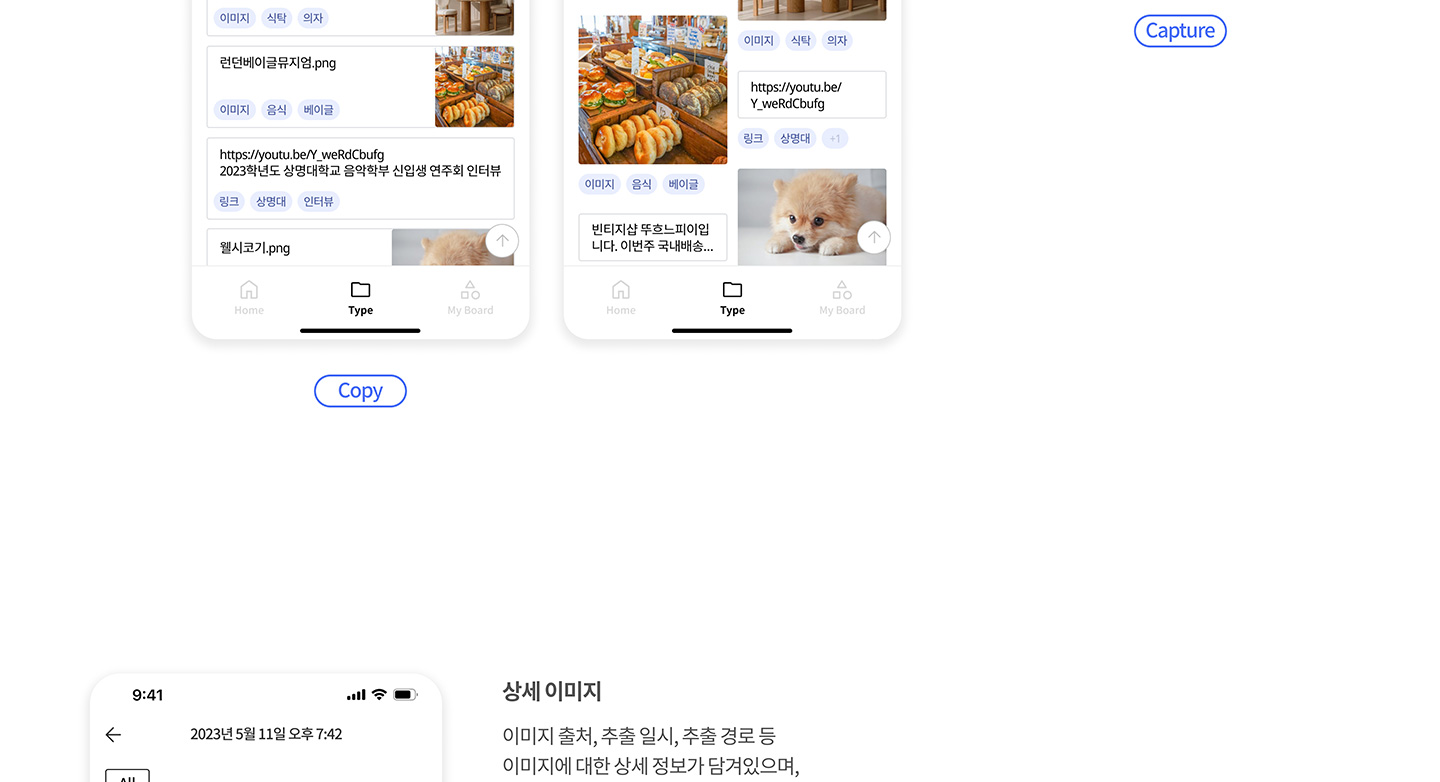 이미지 식탁 의자
런던베이글뮤지엄.png
이미지 음식 베이글
https://youtu.be/Y_weRdCbufg
2023학년도 상명대학교 음악학부 신입생 연주회 인터뷰
링크 상명대 인터뷰
웰시코기.png
Home Type My Board
Copy
이미지 식탁 의자
https://youtu.be/
Y_weRdCbufg
링크 상명대 +1
이미지 음식 베이글
빈티지샵 뚜흐느피이입
니다. 이번주 국내배송...
Home Type My Board
Capture
9:41
2023년 5월 11일 오후 7:42
All
상세 이미지
이미지 출처, 추출 일시, 추출 경로 등
이미지에 대한 상세 정보가 담겨있으며,